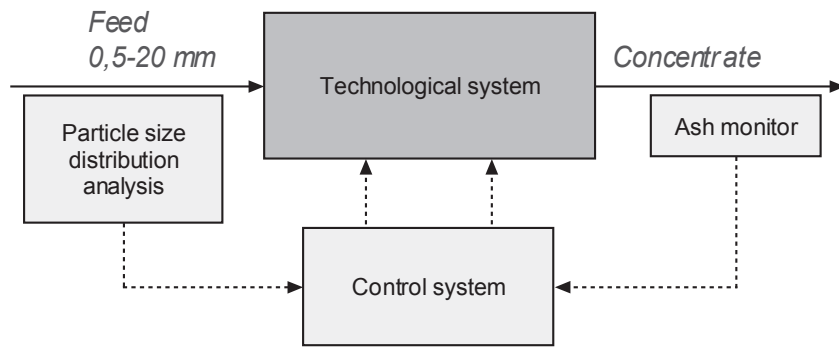 Feed
0,5-20 mm
Technological system
Concentrate
Particle size
distribution
analysis
Ash monitor
Control system